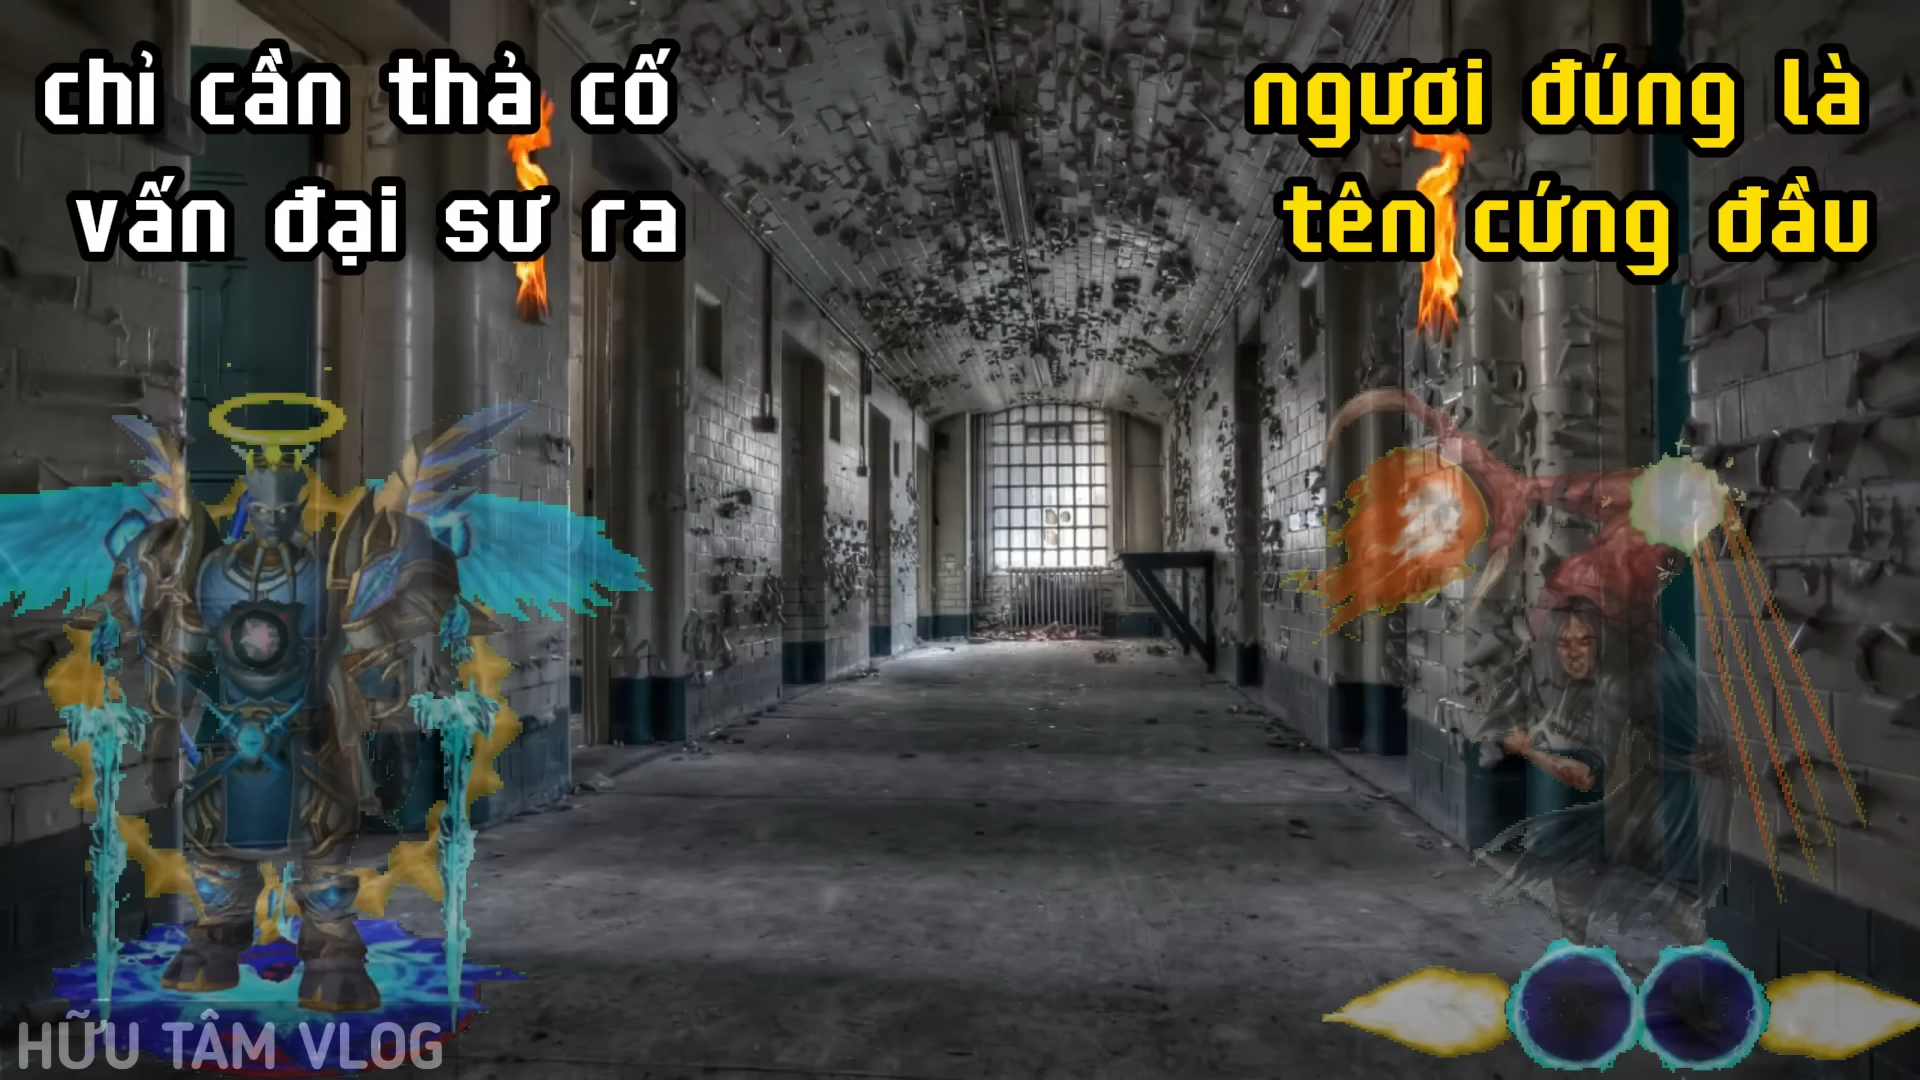 chỉ cần thả cố
vấn đại sư ra
ngươi đúng là
tên cứng đầu
HỮU TÂM VLOG